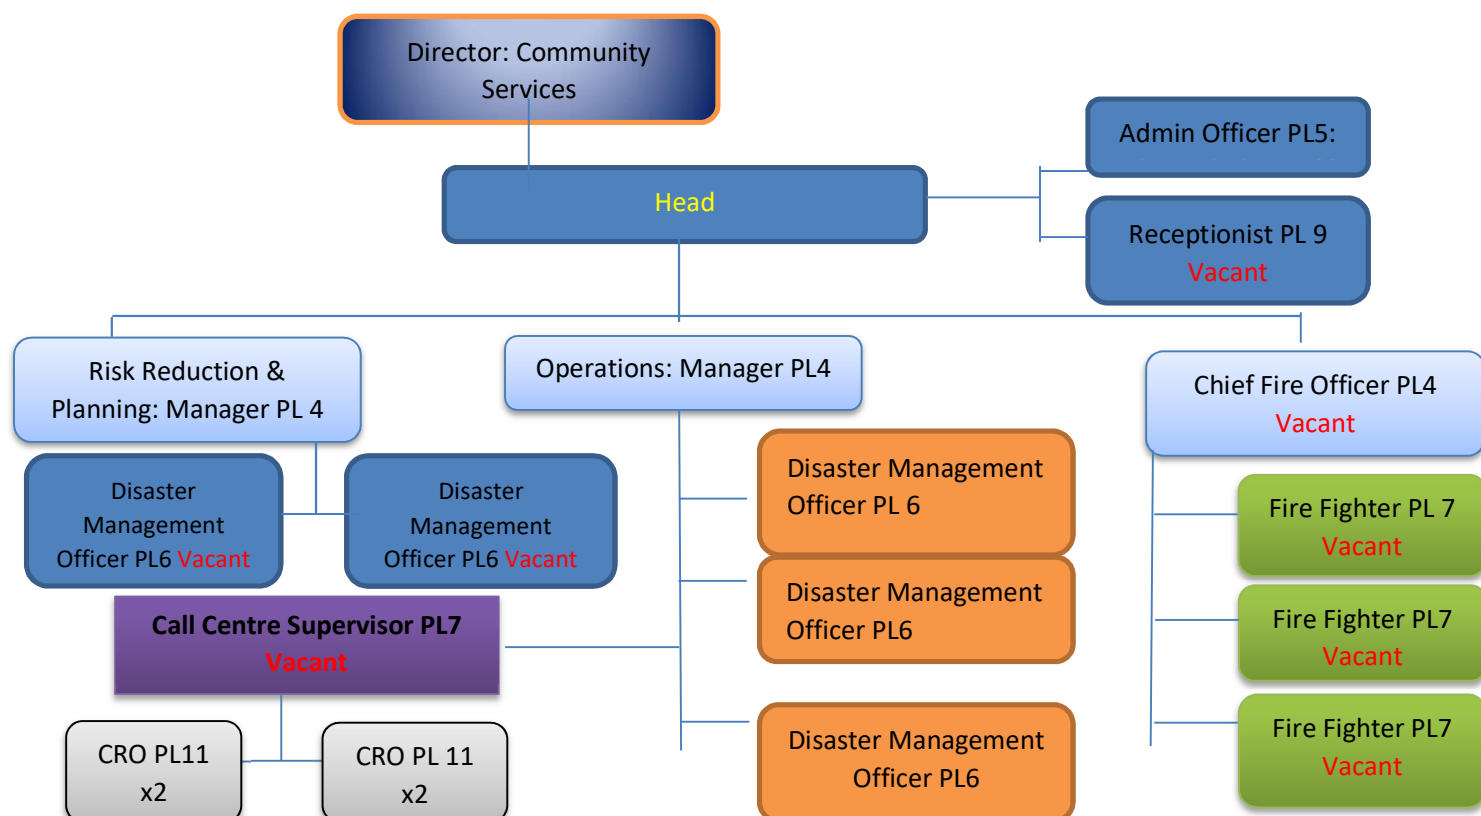 Director: Community
Services
Admin Officer PL5:
Head
Receptionist PL 9
Vacant
Risk Reduction &
Planning: Manager PL 4
Operations: Manager PL4
Chief Fire Officer PL4
Vacant
Disaster
Management
Officer PL6 Vacant
Disaster
Management
Officer PL6 Vacant
Disaster Management
Officer PL 6
Fire Fighter PL 7
Vacant
Call Centre Supervisor PL7
Vacant
Disaster Management
Officer PL6
Fire Fighter PL7
Vacant
CRO PL11
x2
CRO PL 11
x2
Disaster Management
Officer PL6
Fire Fighter PL7
Vacant